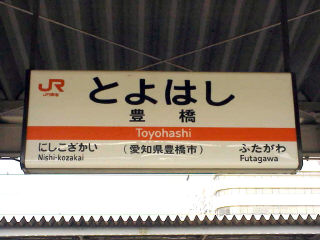 JR
JR東海
とよはし
豊橋
Toyohashi
にしこざかい (愛知県豊橋市) ふたがわ
Nishi-kozakai Futagawa